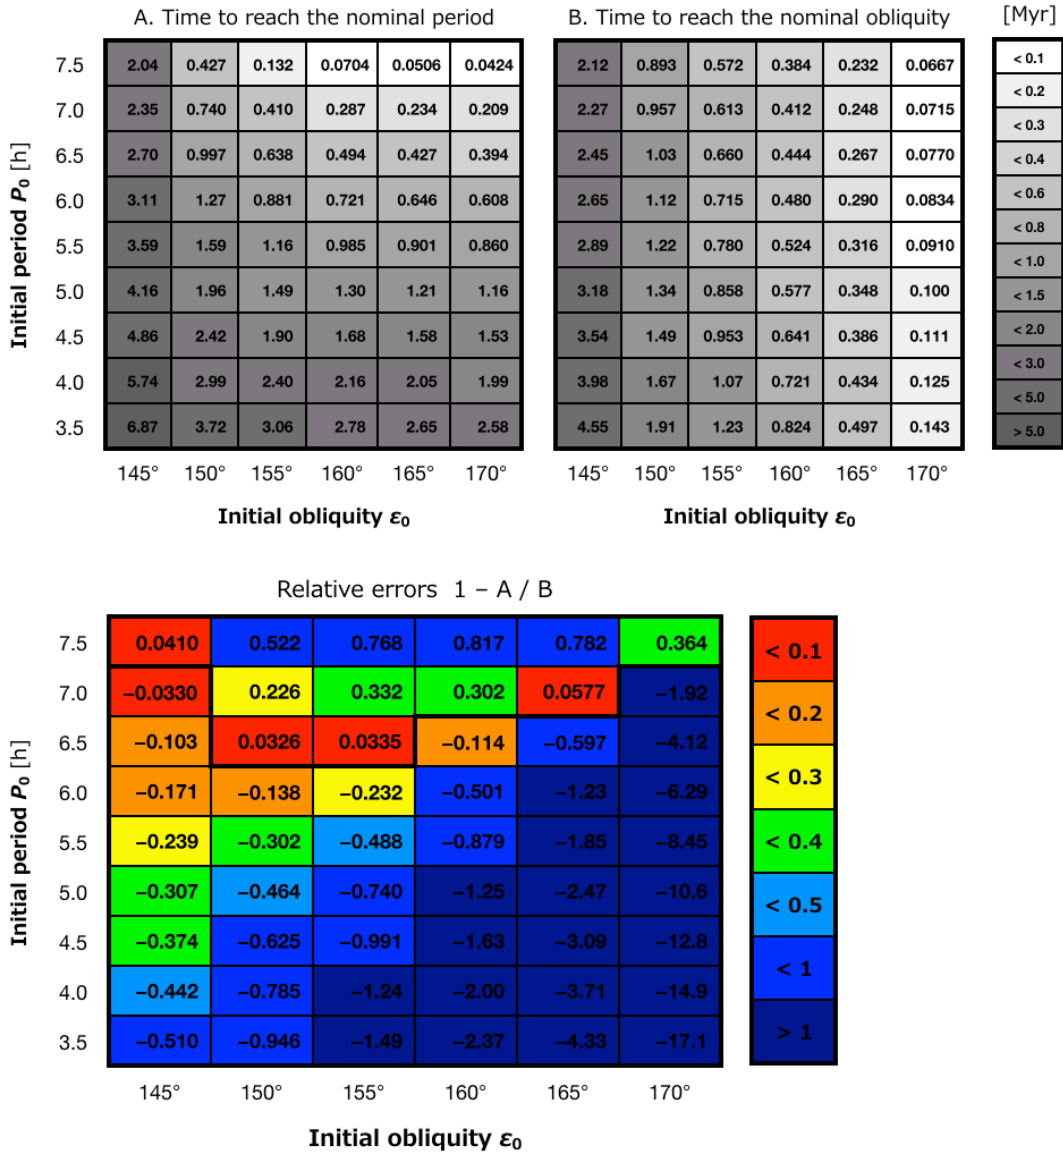 A. Time to reach the nominal period
B. Time to reach the nominal obliquity
[Myr]
Initial period P₀ [h]
7.5 2.04 0.427 0.132 0.0704 0.0506 0.0424
7.0 2.35 0.740 0.410 0.287 0.234 0.209
6.5 2.70 0.997 0.638 0.494 0.427 0.394
6.0 3.11 1.27 0.881 0.721 0.646 0.608
5.5 3.59 1.59 1.16 0.985 0.901 0.860
5.0 4.16 1.96 1.49 1.30 1.21 1.16
4.5 4.86 2.42 1.90 1.68 1.58 1.53
4.0 5.74 2.99 2.40 2.16 2.05 1.99
3.5 6.87 3.72 3.06 2.78 2.65 2.58
145° 150° 155° 160° 165° 170°
Initial obliquity ε₀
2.12 0.893 0.572 0.384 0.232 0.0667
2.27 0.957 0.613 0.412 0.248 0.0715
2.45 1.03 0.660 0.444 0.267 0.0770
2.65 1.12 0.715 0.480 0.290 0.0834
2.89 1.22 0.780 0.524 0.316 0.0910
3.18 1.34 0.858 0.577 0.348 0.100
3.54 1.49 0.953 0.641 0.386 0.111
3.98 1.67 1.07 0.721 0.434 0.125
4.55 1.91 1.23 0.824 0.497 0.143
145° 150° 155° 160° 165° 170°
Initial obliquity ε₀
< 0.1
< 0.2
< 0.3
< 0.4
< 0.6
< 0.8
< 1.0
< 1.5
< 2.0
< 3.0
< 5.0
> 5.0
Relative errors 1 – A / B
Initial period P₀ [h]
7.5 0.0410 0.522 0.768 0.817 0.782 0.364
7.0 −0.0330 0.226 0.332 0.302 0.0577 −1.92
6.5 −0.103 0.0326 0.0335 −0.114 −0.597 −4.12
6.0 −0.171 −0.138 −0.232 −0.501 −1.23 −6.29
5.5 −0.239 −0.302 −0.488 −0.879 −1.85 −8.45
5.0 −0.307 −0.464 −0.740 −1.25 −2.47 −10.6
4.5 −0.374 −0.625 −0.991 −1.63 −3.09 −12.8
4.0 −0.442 −0.785 −1.24 −2.00 −3.71 −14.9
3.5 −0.510 −0.946 −1.49 −2.37 −4.33 −17.1
145° 150° 155° 160° 165° 170°
Initial obliquity ε₀
< 0.1
< 0.2
< 0.3
< 0.4
< 0.5
< 1
> 1